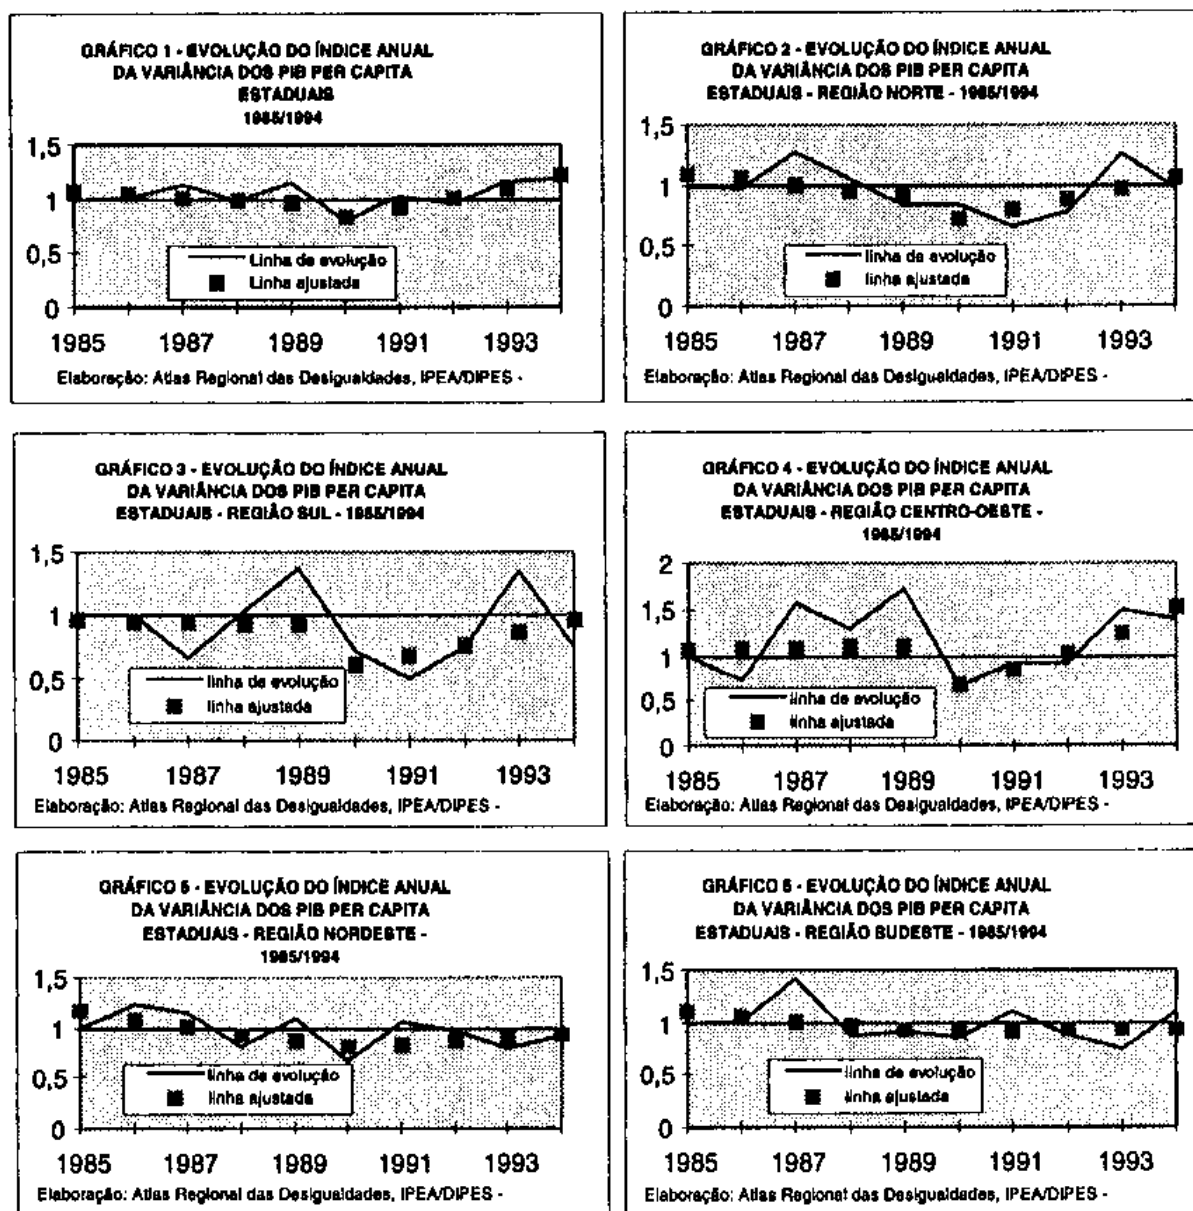 GRÁFICO 1 - EVOLUÇÃO DO ÍNDICE ANUAL
DA VARIÂNCIA DOS PIB PER CAPITA
ESTADUAIS
1985/1994
1,5
1
0,5
0
Linha de evolução
Linha ajustada
1985 1987 1989 1991 1993
Elaboração: Atlas Regional das Desigualdades, IPEA/DIPES -
GRÁFICO 2 - EVOLUÇÃO DO ÍNDICE ANUAL
DA VARIÂNCIA DOS PIB PER CAPITA
ESTADUAIS - REGIÃO NORTE - 1985/1994
1,5
1
0,5
0
linha de evolução
linha ajustada
1985 1987 1989 1991 1993
Elaboração: Atlas Regional das Desigualdades, IPEA/DIPES -
GRÁFICO 3 - EVOLUÇÃO DO ÍNDICE ANUAL
DA VARIÂNCIA DOS PIB PER CAPITA
ESTADUAIS - REGIÃO SUL - 1985/1994
1,5
1
0,5
0
linha de evolução
linha ajustada
1985 1987 1989 1991 1993
Elaboração: Atlas Regional das Desigualdades, IPEA/DIPES -
GRÁFICO 4 - EVOLUÇÃO DO ÍNDICE ANUAL
DA VARIÂNCIA DOS PIB PER CAPITA
ESTADUAIS - REGIÃO CENTRO-OESTE -
1985/1994
2
1,5
1
0,5
0
linha de evolução
linha ajustada
1985 1987 1989 1991 1993
Elaboração: Atlas Regional das Desigualdades, IPEA/DIPES -
GRÁFICO 5 - EVOLUÇÃO DO ÍNDICE ANUAL
DA VARIÂNCIA DOS PIB PER CAPITA
ESTADUAIS - REGIÃO NORDESTE -
1985/1994
1,5
1
0,5
0
linha de evolução
linha ajustada
1985 1987 1989 1991 1993
Elaboração: Atlas Regional das Desigualdades, IPEA/DIPES -
GRÁFICO 6 - EVOLUÇÃO DO ÍNDICE ANUAL
DA VARIÂNCIA DOS PIB PER CAPITA
ESTADUAIS - REGIÃO SUDESTE - 1985/1994
1,5
1
0,5
0
linha de evolução
linha ajustada
1985 1987 1989 1991 1993
Elaboração: Atlas Regional das Desigualdades, IPEA/DIPES -